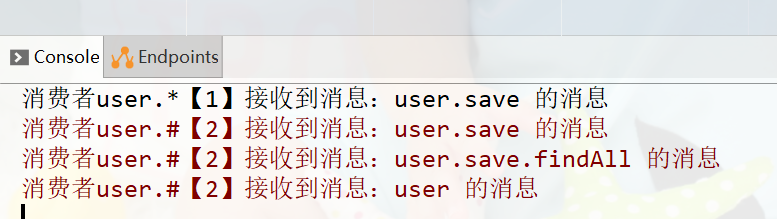 Console Endpoints
消费者user.*【1】接收到消息：user.save 的消息
消费者user.#【2】接收到消息：user.save 的消息
消费者user.#【2】接收到消息：user.save.findAll 的消息
消费者user.#【2】接收到消息：user 的消息